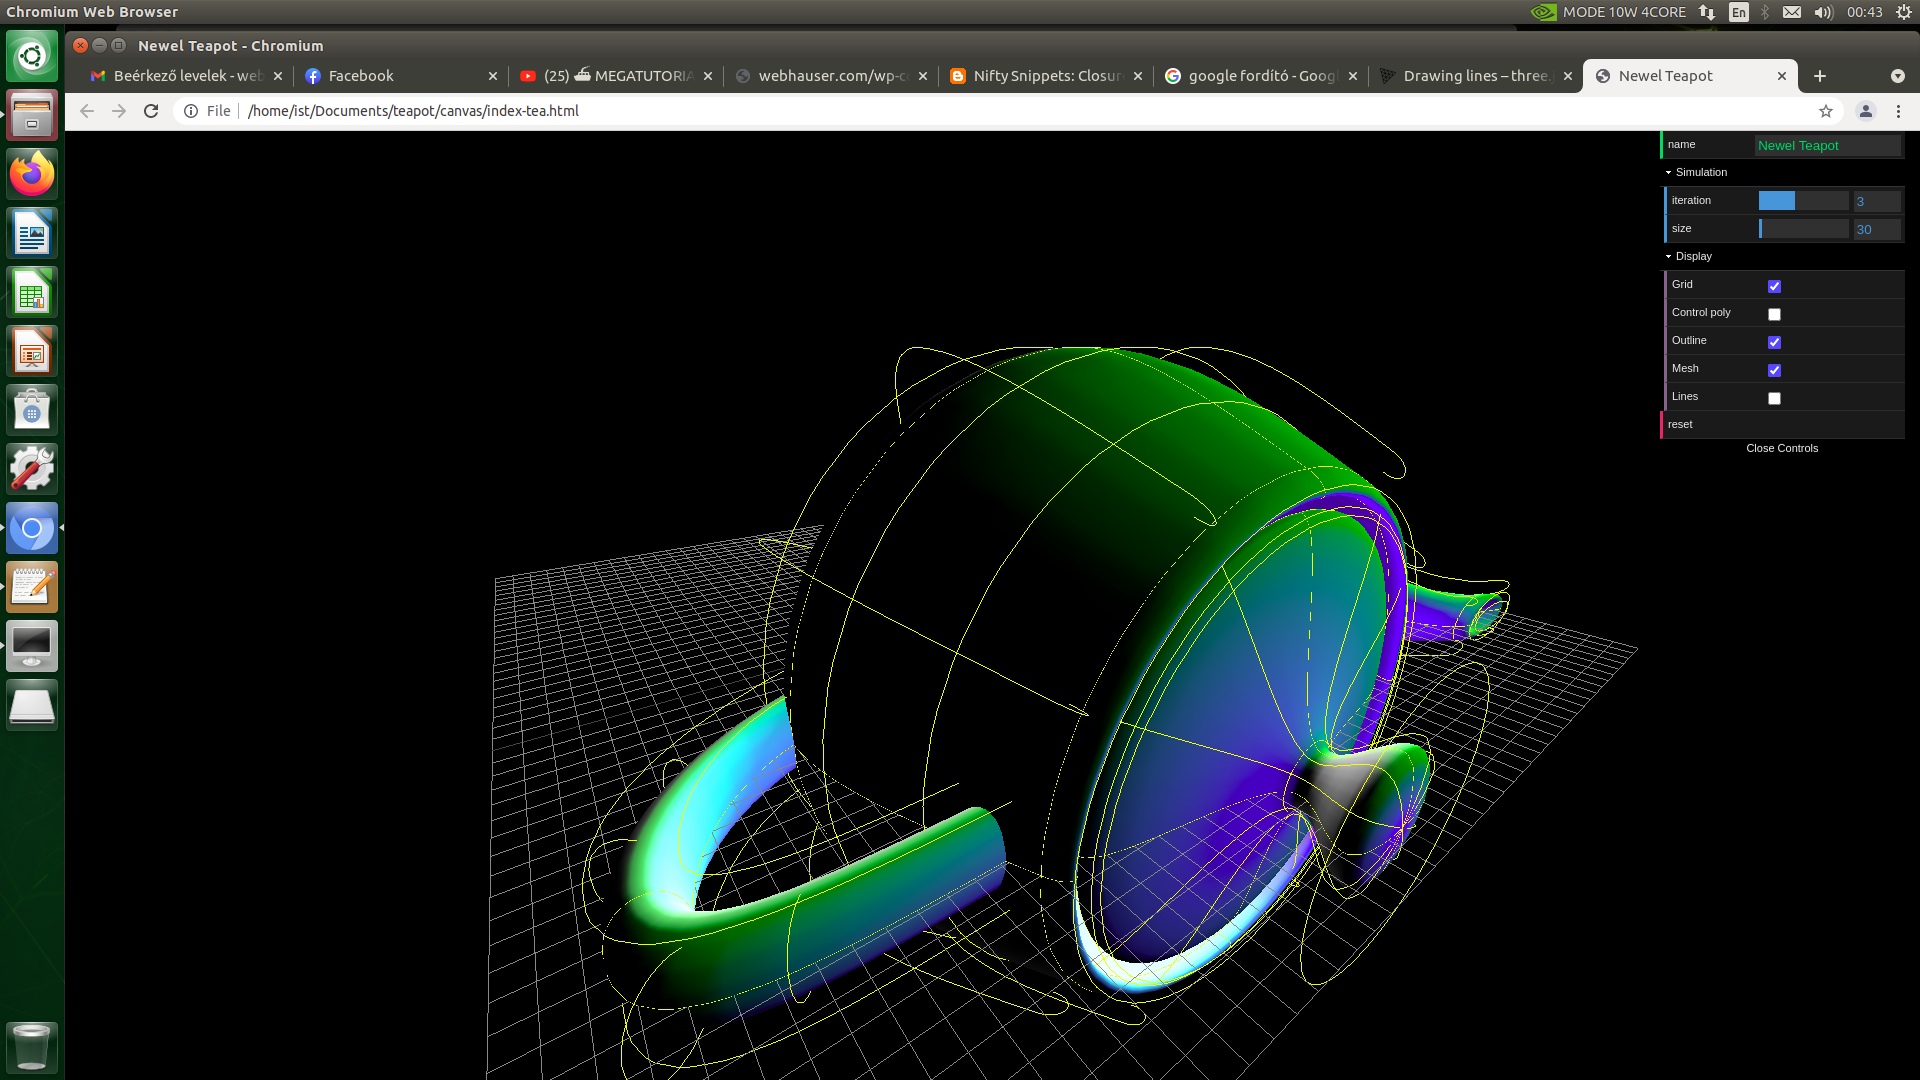 Chromium Web Browser
MODE 10W 4CORE
En
00:43
Newel Teapot - Chromium
Beérkező levelek - web
Facebook
(25) ⛴ MEGATUTORIA
webhauser.com/wp-c
Nifty Snippets: Closur
google fordító - Googl
Drawing lines – three.
Newel Teapot
File
/home/ist/Documents/teapot/canvas/index-tea.html
name
Newel Teapot
Simulation
iteration
3
size
30
Display
Grid
Control poly
Outline
Mesh
Lines
reset
Close Controls